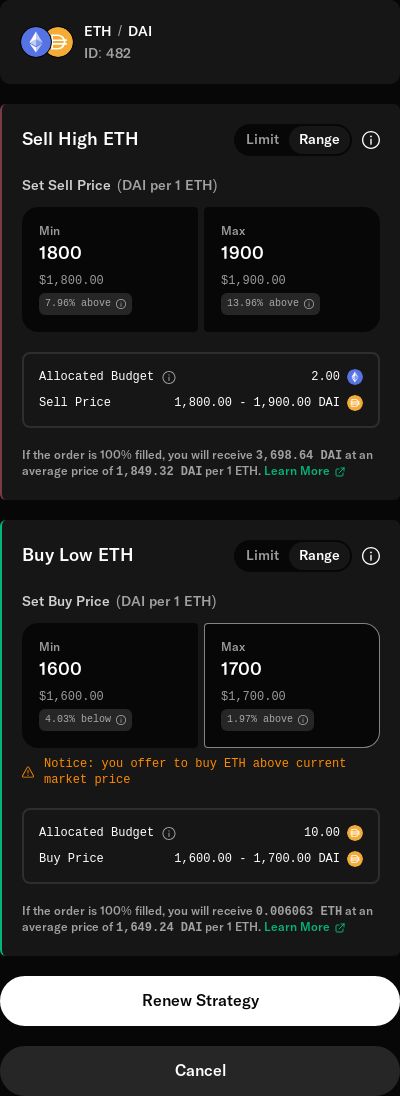 ETH / DAI
ID: 482
Sell High ETH
Limit Range
Set Sell Price (DAI per 1 ETH)
Min
1800
$1,800.00
7.96% above
Max
1900
$1,900.00
13.96% above
Allocated Budget 2.00
Sell Price 1,800.00 - 1,900.00 DAI
If the order is 100% filled, you will receive 3,698.64 DAI at an
average price of 1,849.32 DAI per 1 ETH. Learn More
Buy Low ETH
Limit Range
Set Buy Price (DAI per 1 ETH)
Min
1600
$1,600.00
4.03% below
Max
1700
$1,700.00
1.97% above
Notice: you offer to buy ETH above current
market price
Allocated Budget 10.00
Buy Price 1,600.00 - 1,700.00 DAI
If the order is 100% filled, you will receive 0.006063 ETH at an
average price of 1,649.24 DAI per 1 ETH. Learn More
Renew Strategy
Cancel